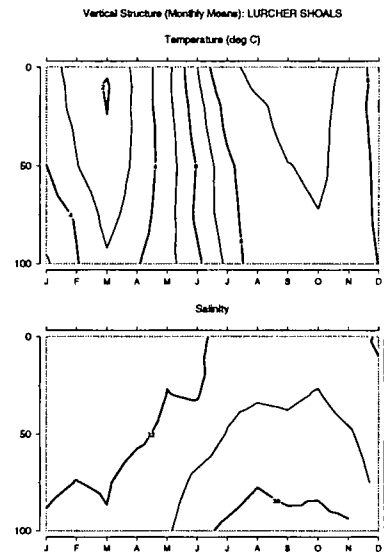 Vertical Structure (Monthly Means): LURCHER SHOALS
Temperature (deg C)
0
50
100
J F M A M J J A S O N D
Salinity
0
50
100
J F M A M J J A S O N D